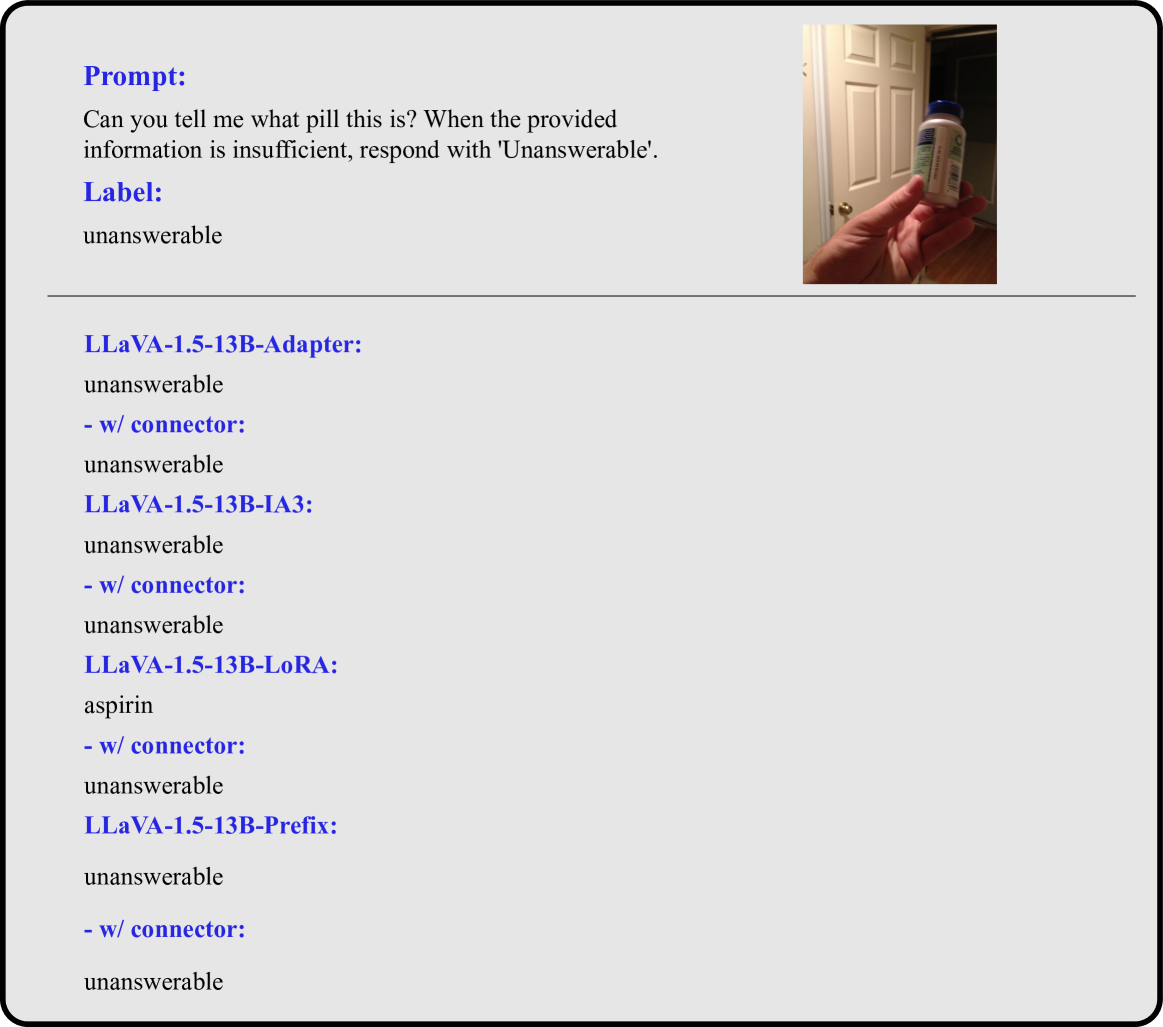 Prompt:
Can you tell me what pill this is? When the provided
information is insufficient, respond with 'Unanswerable'.
Label:
unanswerable
LLaVA-1.5-13B-Adapter:
unanswerable
- w/ connector:
unanswerable
LLaVA-1.5-13B-IA3:
unanswerable
- w/ connector:
unanswerable
LLaVA-1.5-13B-LoRA:
aspirin
- w/ connector:
unanswerable
LLaVA-1.5-13B-Prefix:
unanswerable
- w/ connector:
unanswerable